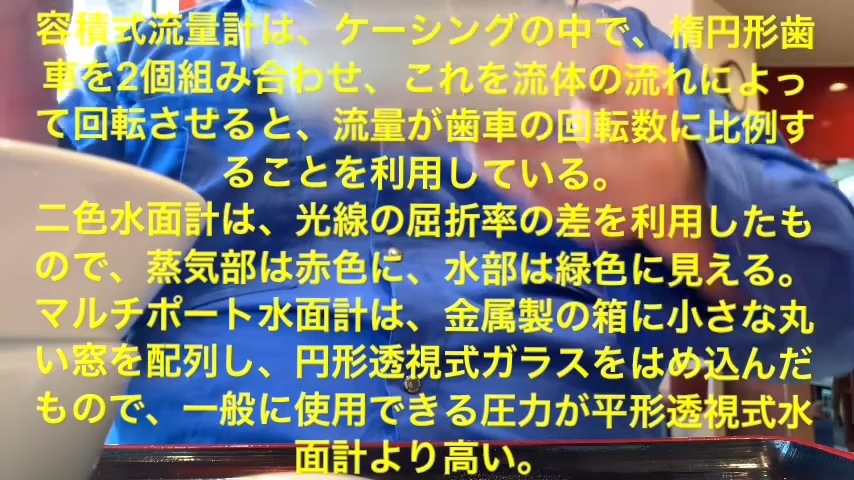 容積式流量計は、ケーシングの中で、楕円形歯
車を2個組み合わせ、これを流体の流れによっ
て回転させると、流量が歯車の回転数に比例す
ることを利用している。
二色水面計は、光線の屈折率の差を利用したも
ので、蒸気部は赤色に、水部は緑色に見える。
マルチポート水面計は、金属製の箱に小さな丸
い窓を配列し、円形透視式ガラスをはめ込んだ
もので、一般に使用できる圧力が平形透視式水
面計より高い。